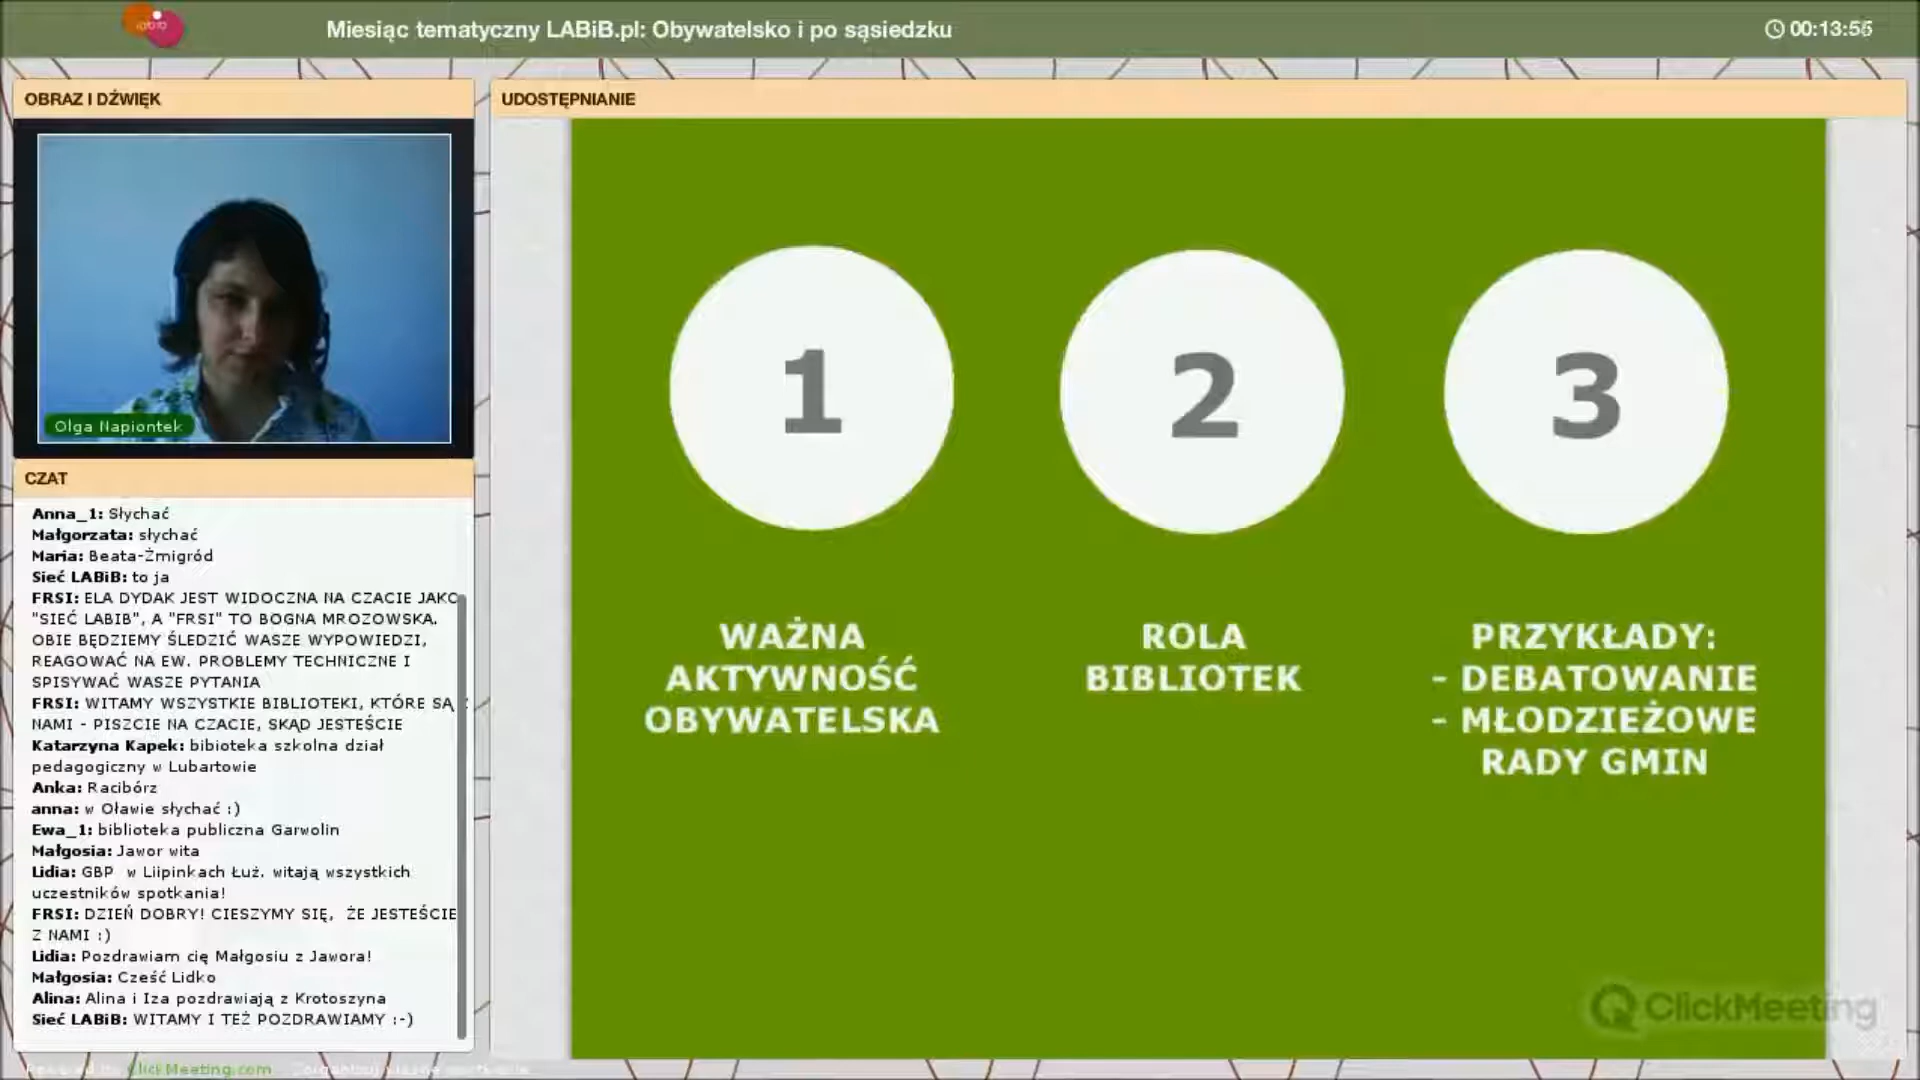 Miesiąc tematyczny LABiB.pl: Obywatelsko i po sąsiedzku
00:13:55
OBRAZ I DŹWIĘK
Olga Napiontek
CZAT
Anna_1: Słychać
Małgorzata: słychać
Maria: Beata-Żmigród
Sieć LABiB: to ja
FRSI: ELA DYDAK JEST WIDOCZNA NA CZACIE JAKO
"SIEĆ LABIB", A "FRSI" TO BOGNA MROZOWSKA.
OBIE BĘDZIEMY ŚLEDZIĆ WASZE WYPOWIEDZI,
REAGOWAĆ NA EW. PROBLEMY TECHNICZNE I
SPISYWAĆ WASZE PYTANIA
FRSI: WITAMY WSZYSTKIE BIBLIOTEKI, KTÓRE SĄ Z
NAMI - PISZCIE NA CZACIE, SKĄD JESTEŚCIE
Katarzyna Kapek: bibioteka szkolna dział
pedagogiczny w Lubartowie
Anka: Racibórz
anna: w Oławie słychać :)
Ewa_1: biblioteka publiczna Garwolin
Małgosia: Jawor wita
Lidia: GBP w Liipinkach Łuż. witają wszystkich
uczestników spotkania!
FRSI: DZIEŃ DOBRY! CIESZYMY SIĘ, ŻE JESTEŚCIE
Z NAMI :)
Lidia: Pozdrawiam cię Małgosiu z Jawora!
Małgosia: Cześć Lidko
Alina: Alina i Iza pozdrawiają z Krotoszyna
Sieć LABiB: WITAMY I TEŻ POZDRAWIAMY :-)
Powered by ClickMeeting.com
UDOSTĘPNIANIE
1
WAŻNA
AKTYWNOŚĆ
OBYWATELSKA
2
ROLA
BIBLIOTEK
3
PRZYKŁADY:
- DEBATOWANIE
- MŁODZIEŻOWE
RADY GMIN
ClickMeeting